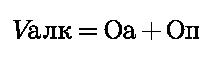 Vалк = Оа + Оп